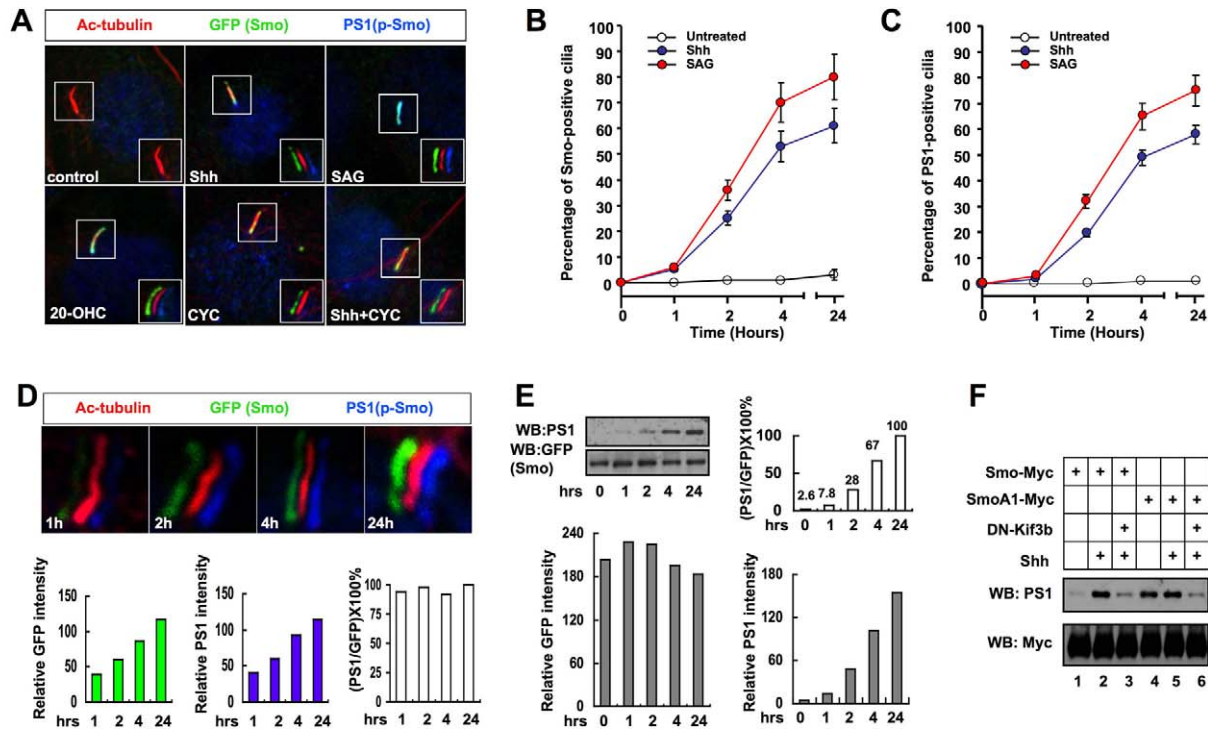 A
Ac-tubulin GFP (Smo) PS1(p-Smo)
control Shh SAG
20-OHC CYC Shh+CYC
B
Untreated
Shh
SAG
Percentage of Smo-positive cilia
100
90
80
70
60
50
40
30
20
10
0
0 1 2 4 24
Time (Hours)
C
Untreated
Shh
SAG
Percentage of PS1-positive cilia
100
90
80
70
60
50
40
30
20
10
0
0 1 2 4 24
Time (Hours)
D
Ac-tubulin GFP (Smo) PS1(p-Smo)
1h 2h 4h 24h
Relative GFP intensity
150
100
50
0
hrs 1 2 4 24
Relative PS1 intensity
150
100
50
0
hrs 1 2 4 24
(PS1/GFP)X100%
100
75
50
25
0
hrs 1 2 4 24
E
WB:PS1
WB:GFP
(Smo)
hrs 0 1 2 4 24
(PS1/GFP)X100%
100
75
50
25
0
2.6 7.8 28 67 100
hrs 0 1 2 4 24
Relative GFP intensity
240
180
120
60
0
hrs 0 1 2 4 24
Relative PS1 intensity
180
120
60
0
hrs 0 1 2 4 24
F
Smo-Myc + + +
SmoA1-Myc + + +
DN-Kif3b + +
Shh + + + +
WB: PS1
WB: Myc
1 2 3 4 5 6